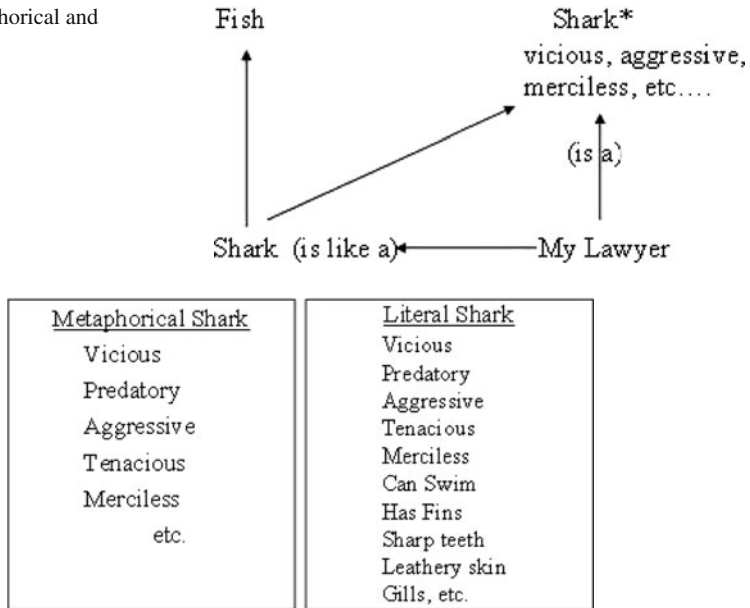 horical and
Fish
Shark*
vicious, aggressive,
merciless, etc....
(is a)
Shark (is like a)
My Lawyer
Metaphorical Shark
Vicious
Predatory
Aggressive
Tenacious
Merciless
etc.
Literal Shark
Vicious
Predatory
Aggressive
Tenacious
Merciless
Can Swim
Has Fins
Sharp teeth
Leathery skin
Gills, etc.